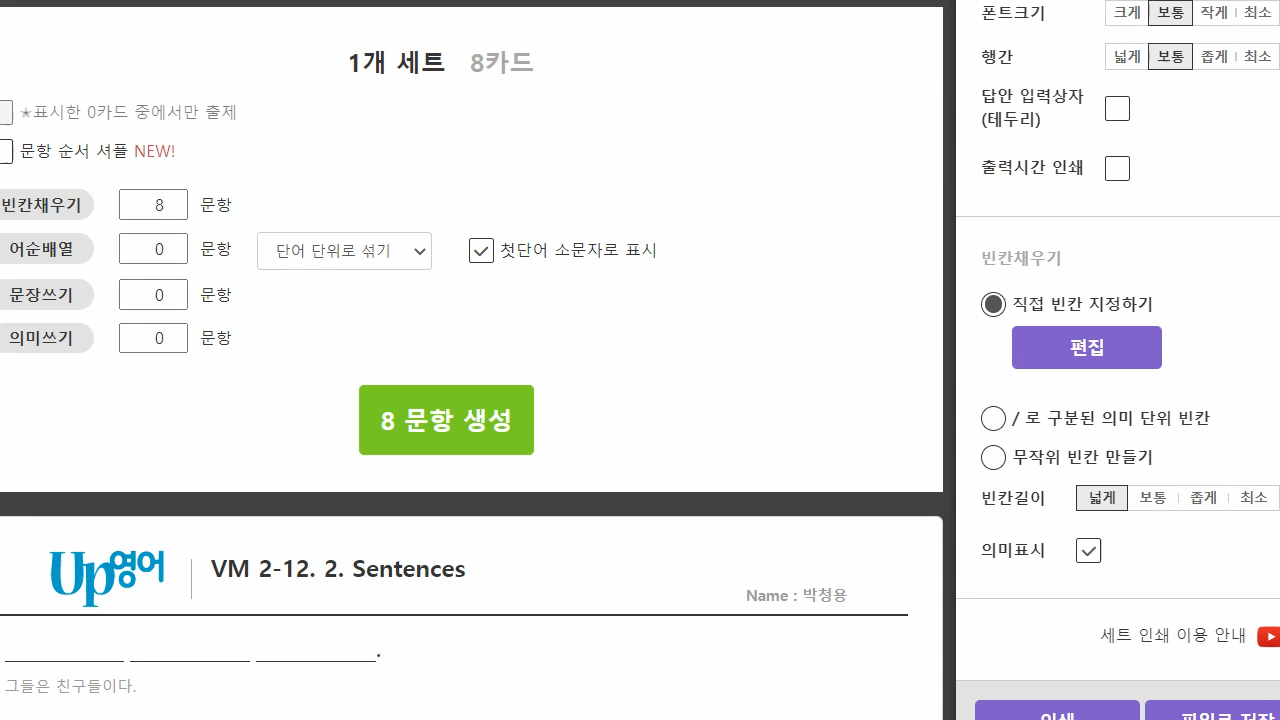 1개 세트 8카드
★표시한 0카드 중에서만 출제
문항 순서 셔플 NEW!
빈칸채우기 8 문항
어순배열 0 문항 단어 단위로 섞기 첫단어 소문자로 표시
문장쓰기 0 문항
의미쓰기 0 문항
8 문항 생성
Up영어 VM 2-12. 2. Sentences
Name : 박청용
그들은 친구들이다.
폰트크기 크게 보통 작게 최소
행간 넓게 보통 좁게 최소
답안 입력상자
(테두리)
출력시간 인쇄
빈칸채우기
직접 빈칸 지정하기
편집
/ 로 구분된 의미 단위 빈칸
무작위 빈칸 만들기
빈칸길이 넓게 보통 좁게 최소
의미표시
세트 인쇄 이용 안내
인쇄 파일로 저장